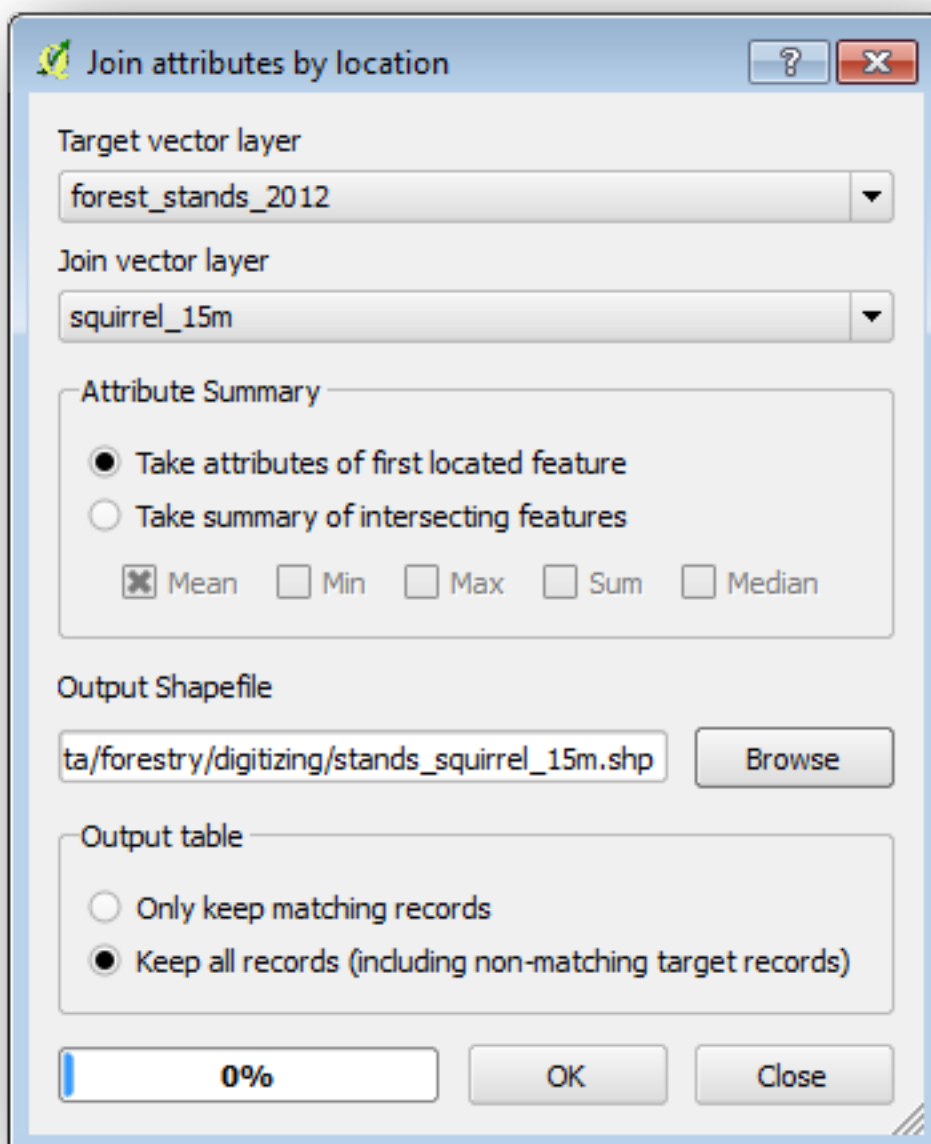 Join attributes by location
?
Target vector layer
forest_stands_2012
Join vector layer
squirrel_15m
Attribute Summary
Take attributes of first located feature
Take summary of intersecting features
Mean Min Max Sum Median
Output Shapefile
ta/forestry/digitizing/stands_squirrel_15m.shp Browse
Output table
Only keep matching records
Keep all records (including non-matching target records)
0% OK Close